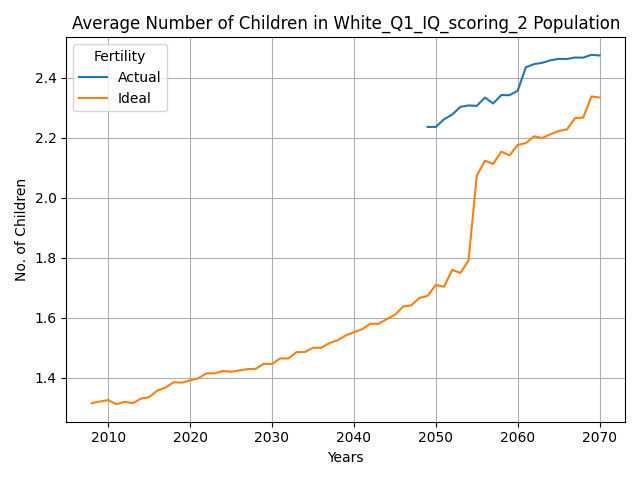 Average Number of Children in White_Q1_IQ_scoring_2 Population
Fertility
Actual
Ideal
No. of Children
2.4
2.2
2.0
1.8
1.6
1.4
2010 2020 2030 2040 2050 2060 2070
Years